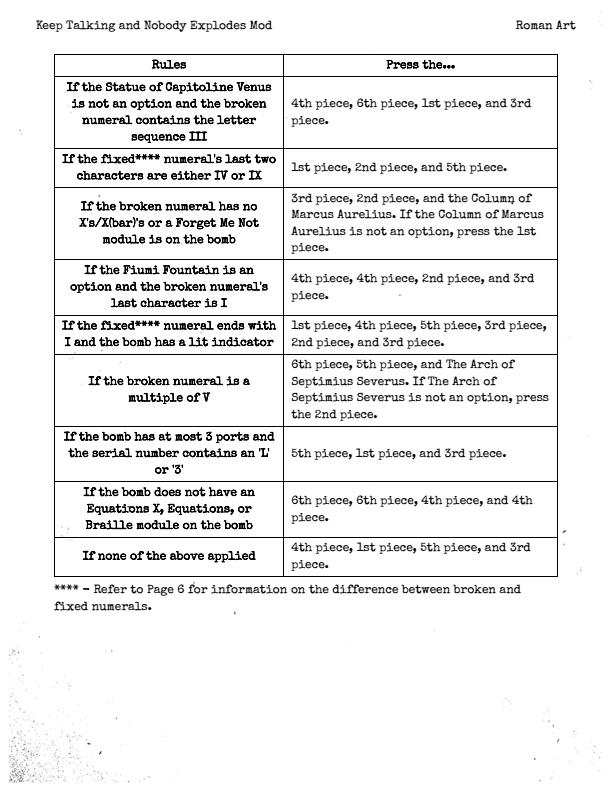 Keep Talking and Nobody Explodes Mod Roman Art
Rules Press the...
If the Statue of Capitoline Venus
is not an option and the broken
numeral contains the letter
sequence III
4th piece, 6th piece, 1st piece, and 3rd
piece.
If the fixed**** numeral's last two
characters are either IV or IX
1st piece, 2nd piece, and 5th piece.
If the broken numeral has no
X's/X(bar)'s or a Forget Me Not
module is on the bomb
3rd piece, 2nd piece, and the Column of
Marcus Aurelius. If the Column of Marcus
Aurelius is not an option, press the 1st
piece.
If the Fiumi Fountain is an
option and the broken numeral's
last character is I
4th piece, 4th piece, 2nd piece, and 3rd
piece.
If the fixed**** numeral ends with
I and the bomb has a lit indicator
1st piece, 4th piece, 5th piece, 3rd piece,
2nd piece, and 3rd piece.
If the broken numeral is a
multiple of V
6th piece, 5th piece, and The Arch of
Septimius Severus. If The Arch of
Septimius Severus is not an option, press
the 2nd piece.
If the bomb has at most 3 ports and
the serial number contains an 'L'
or '3'
5th piece, 1st piece, and 3rd piece.
If the bomb does not have an
Equations X, Equations, or
Braille module on the bomb
6th piece, 6th piece, 4th piece, and 4th
piece.
If none of the above applied
4th piece, 1st piece, 5th piece, and 3rd
piece.
**** - Refer to Page 6 for information on the difference between broken and
fixed numerals.